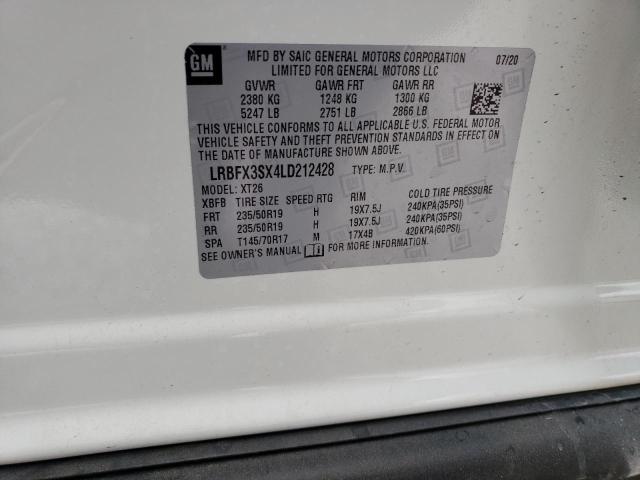 GM
MFD BY SAIC GENERAL MOTORS CORPORATION 07/20
LIMITED FOR GENERAL MOTORS LLC
GVWR GAWR FRT GAWR RR
2380 KG 1248 KG 1300 KG
5247 LB 2751 LB 2866 LB
THIS VEHICLE CONFORMS TO ALL APPLICABLE U.S. FEDERAL MOTOR
VEHICLE SAFETY, BUMPER, AND THEFT PREVENTION STANDARDS
IN EFFECT ON THE DATE OF MANUFACTURE SHOWN ABOVE.
LRBFX3SX4LD212428 TYPE: M.P.V.
MODEL: XT26
XBFB TIRE SIZE SPEED RTG RIM COLD TIRE PRESSURE
FRT 235/50R19 H 19X7.5J 240KPA(35PSI)
RR 235/50R19 H 19X7.5J 240KPA(35PSI)
SPA T145/70R17 M 17X4B 420KPA(60PSI)
SEE OWNER'S MANUAL FOR MORE INFORMATION.